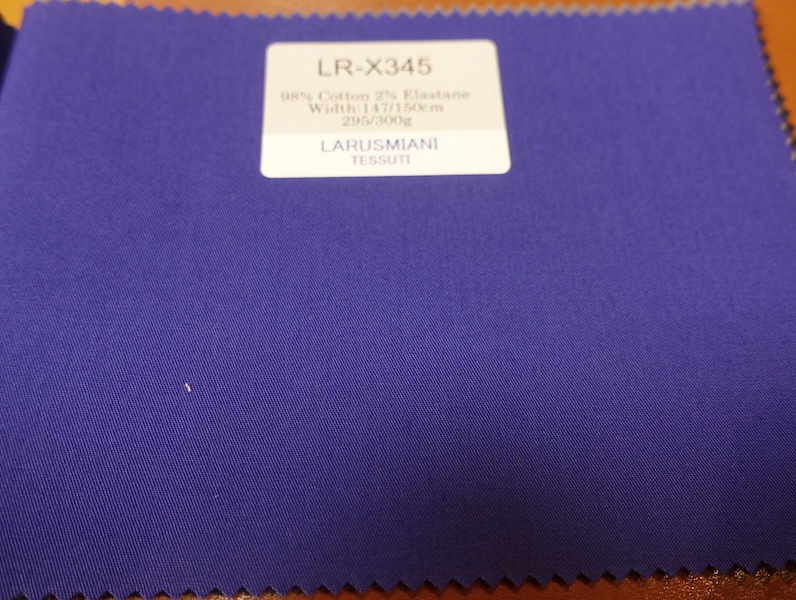 LR-X345
98% Cotton 2% Elastane
Width:147/150cm
295/300g
LARUSMIANI
TESSUTI